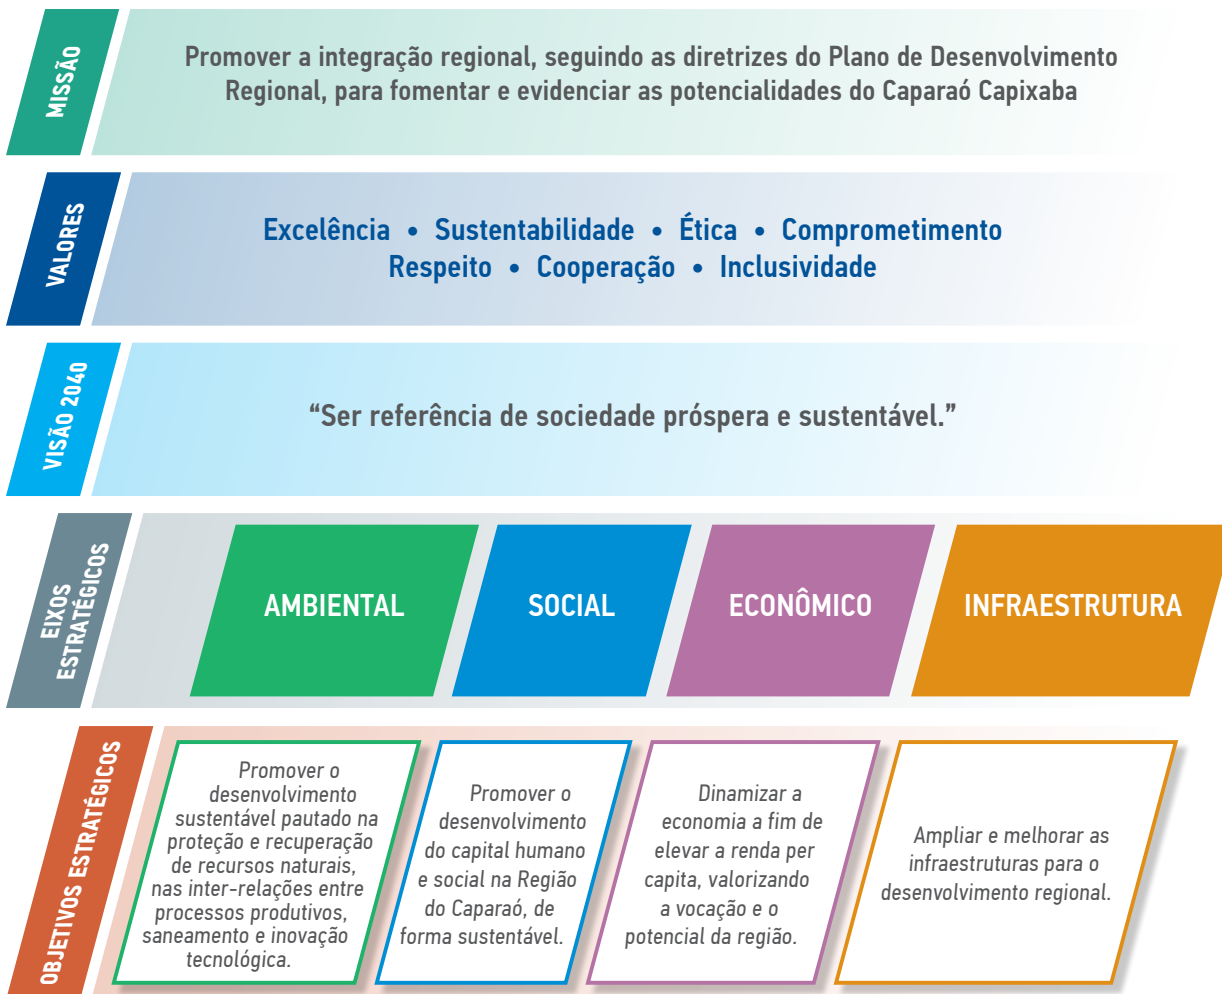 MISSÃO
Promover a integração regional, seguindo as diretrizes do Plano de Desenvolvimento
Regional, para fomentar e evidenciar as potencialidades do Caparaó Capixaba
VALORES
Excelência • Sustentabilidade • Ética • Comprometimento
Respeito • Cooperação • Inclusividade
VISÃO 2040
“Ser referência de sociedade próspera e sustentável.”
EIXOS
ESTRATÉGICOS
AMBIENTAL
SOCIAL
ECONÔMICO
INFRAESTRUTURA
OBJETIVOS ESTRATÉGICOS
Promover o
desenvolvimento
sustentável pautado na
proteção e recuperação
de recursos naturais,
nas inter-relações entre
processos produtivos,
saneamento e inovação
tecnológica.
Promover o
desenvolvimento
do capital humano
e social na Região
do Caparaó, de
forma sustentável.
Dinamizar a
economia a fim de
elevar a renda per
capita, valorizando
a vocação e o
potencial da região.
Ampliar e melhorar as
infraestruturas para o
desenvolvimento regional.